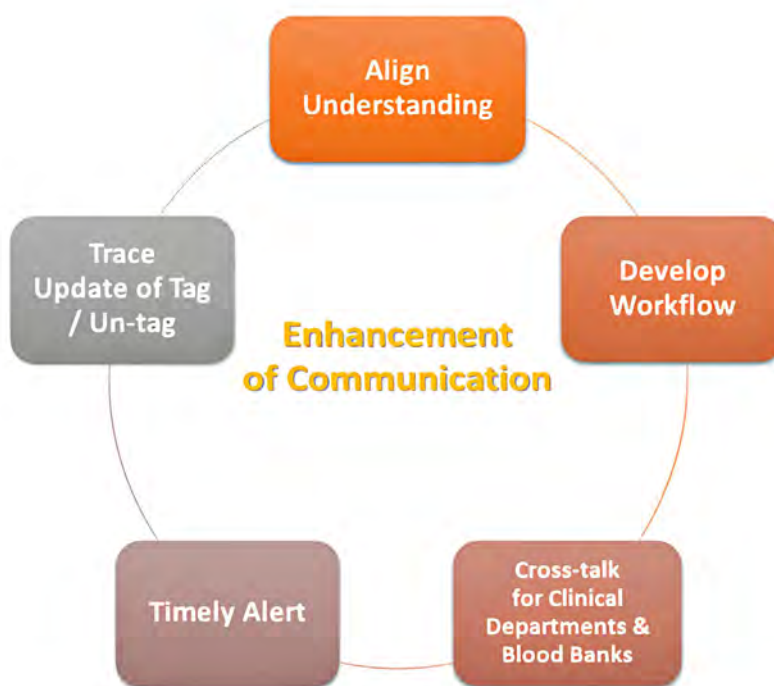 Align
Understanding
Develop
Workflow
Cross-talk
for Clinical
Departments &
Blood Banks
Timely Alert
Trace
Update of Tag
/ Un-tag
Enhancement
of Communication